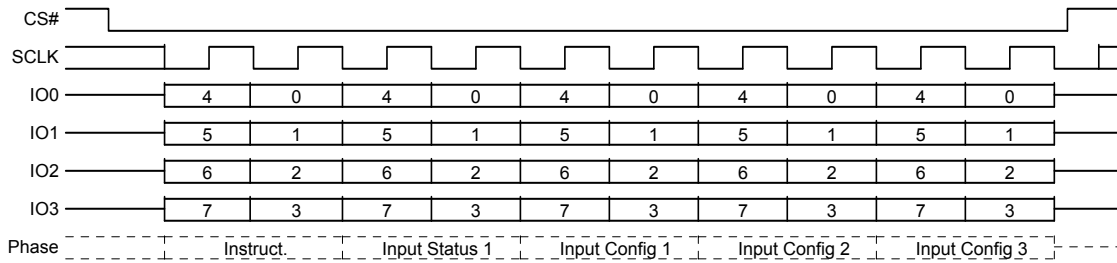 CS#
SCLK
IO0 4 0 4 0 4 0 4 0 4 0
IO1 5 1 5 1 5 1 5 1 5 1
IO2 6 2 6 2 6 2 6 2 6 2
IO3 7 3 7 3 7 3 7 3 7 3
Phase Instruct. Input Status 1 Input Config 1 Input Config 2 Input Config 3